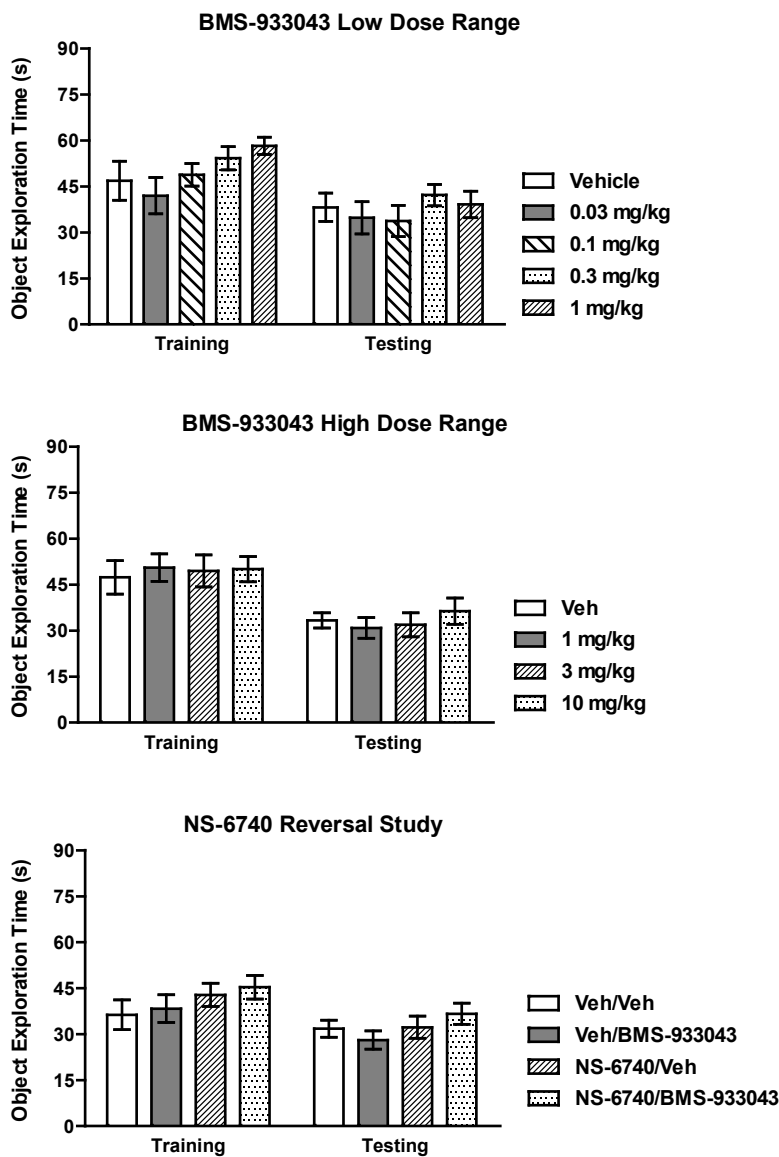 BMS-933043 Low Dose Range
Object Exploration Time (s)
90
75
60
45
30
15
0
Training Testing
Vehicle
0.03 mg/kg
0.1 mg/kg
0.3 mg/kg
1 mg/kg
BMS-933043 High Dose Range
Object Exploration Time (s)
90
75
60
45
30
15
0
Training Testing
Veh
1 mg/kg
3 mg/kg
10 mg/kg
NS-6740 Reversal Study
Object Exploration Time (s)
90
75
60
45
30
15
0
Training Testing
Veh/Veh
Veh/BMS-933043
NS-6740/Veh
NS-6740/BMS-933043